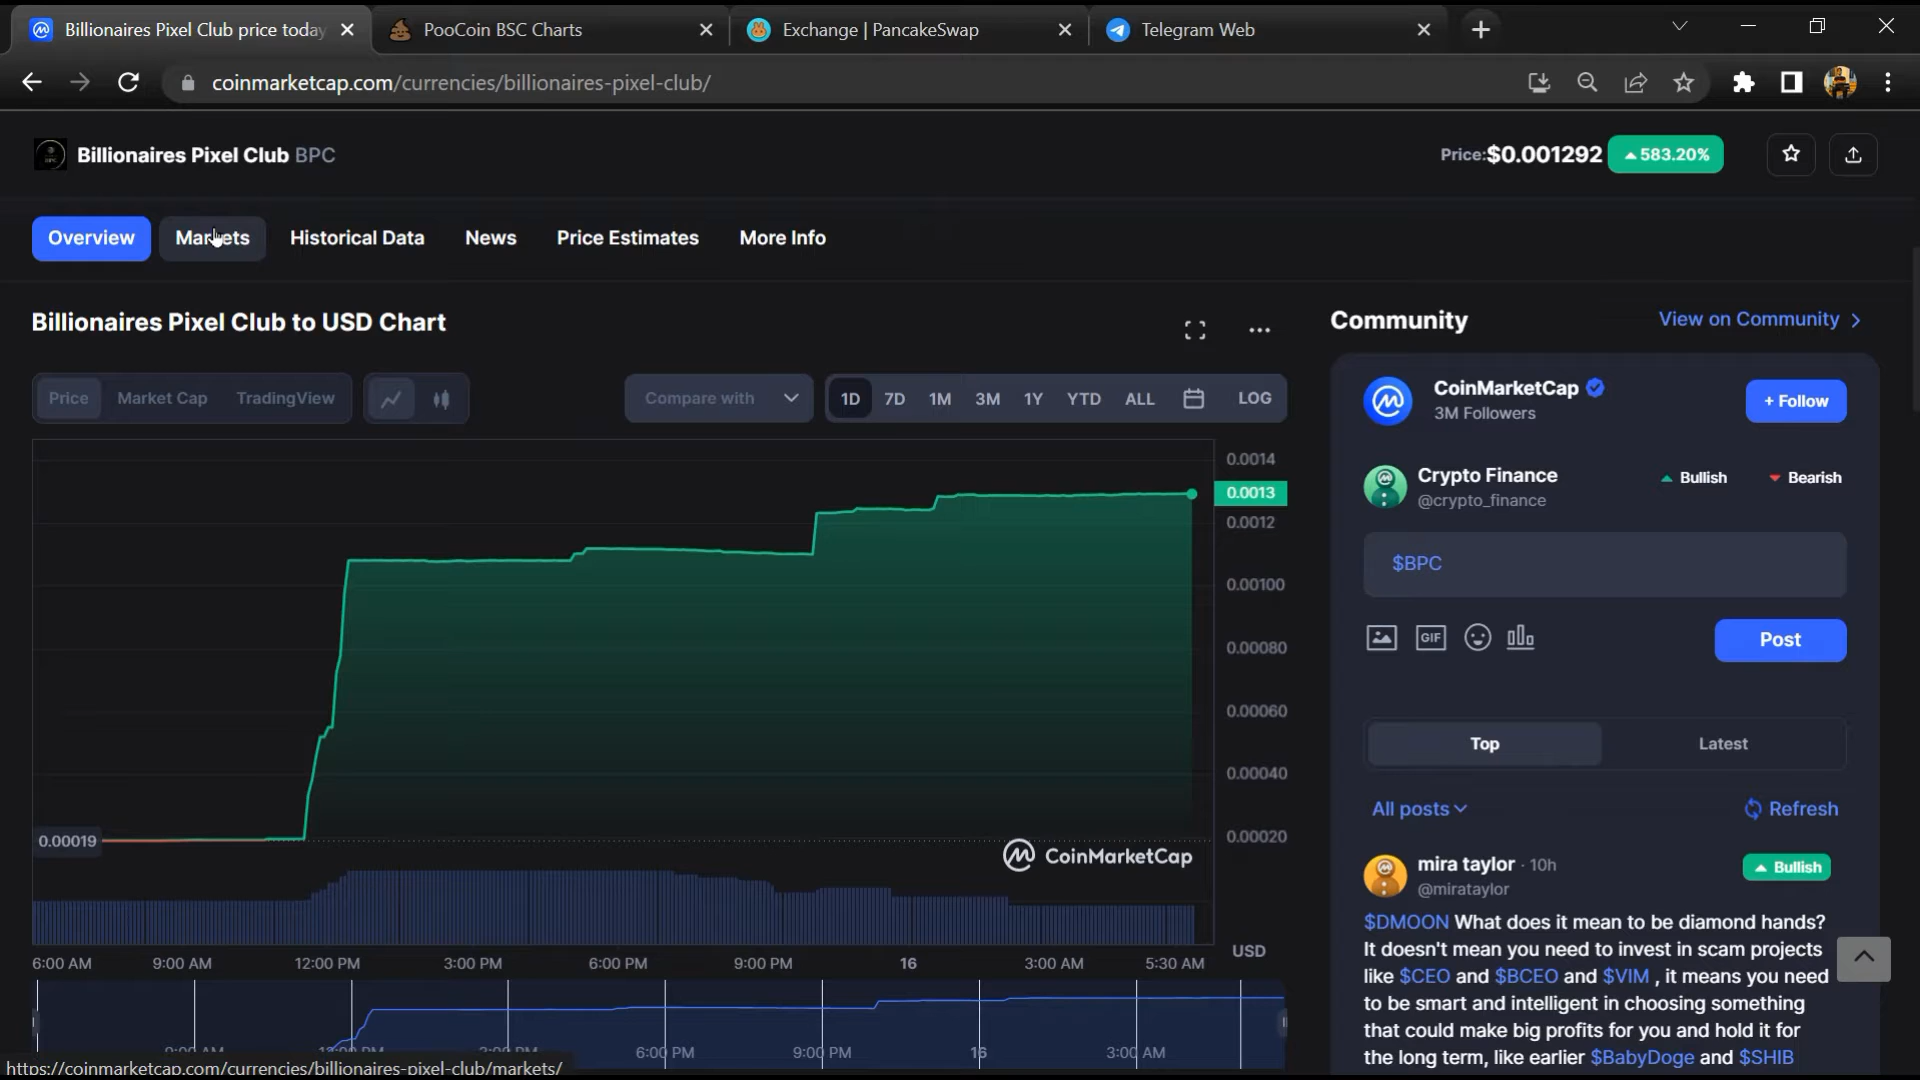 Billionaires Pixel Club price today
PooCoin BSC Charts
Exchange | PancakeSwap
Telegram Web
coinmarketcap.com/currencies/billionaires-pixel-club/
Billionaires Pixel Club BPC
Price:$0.001292
583.20%
Overview
Markets
Historical Data
News
Price Estimates
More Info
Billionaires Pixel Club to USD Chart
Price
Market Cap
TradingView
Compare with
1D
7D
1M
3M
1Y
YTD
ALL
LOG
0.0014
0.0013
0.0012
0.00100
0.00080
0.00060
0.00040
0.00020
0.00019
CoinMarketCap
6:00 AM
9:00 AM
12:00 PM
3:00 PM
6:00 PM
9:00 PM
16
3:00 AM
5:30 AM
USD
9:00 AM
12:00 PM
3:00 PM
6:00 PM
9:00 PM
16
3:00 AM
https://coinmarketcap.com/currencies/billionaires-pixel-club/markets/
Community
View on Community
CoinMarketCap
3M Followers
+ Follow
Crypto Finance
@crypto_finance
Bullish
Bearish
$BPC
GIF
Post
Top
Latest
All posts
Refresh
mira taylor · 10h
@mirataylor
Bullish
$DMOON What does it mean to be diamond hands?
It doesn't mean you need to invest in scam projects
like $CEO and $BCEO and $VIM , it means you need
to be smart and intelligent in choosing something
that could make big profits for you and hold it for
the long term, like earlier $BabyDoge and $SHIB